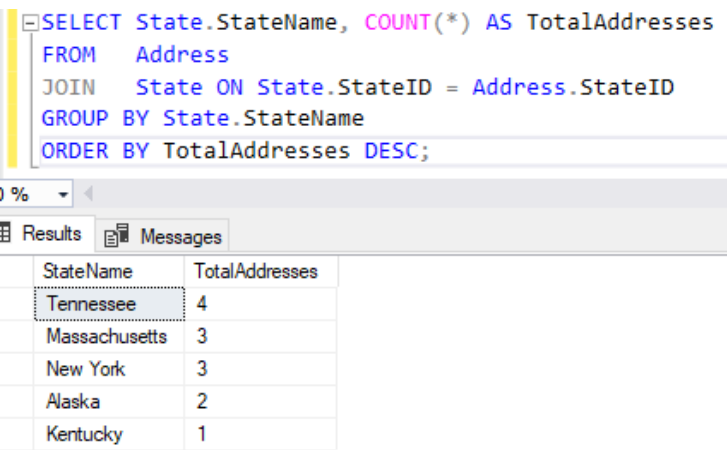 SELECT State.StateName, COUNT(*) AS TotalAddresses
FROM   Address
JOIN   State ON State.StateID = Address.StateID
GROUP BY State.StateName
ORDER BY TotalAddresses DESC;
0 %
Results Messages
StateName TotalAddresses
Tennessee 4
Massachusetts 3
New York 3
Alaska 2
Kentucky 1